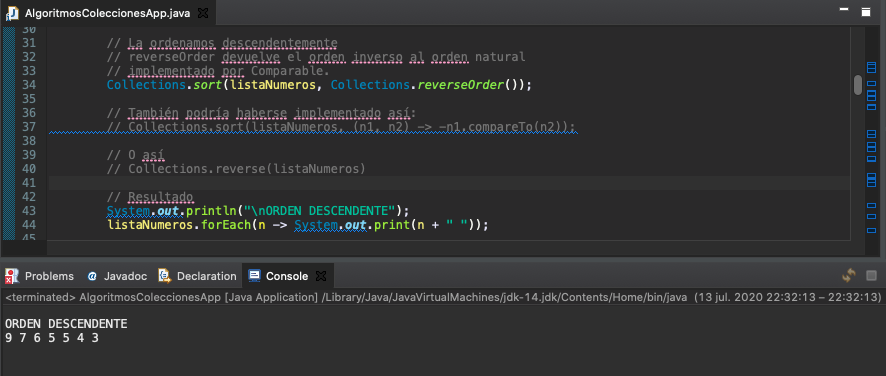 AlgoritmosColeccionesApp.java
30
31 // La ordenamos descendentemente
32 // reverseOrder devuelve el orden inverso al orden natural
33 // implementado por Comparable.
34 Collections.sort(listaNumeros, Collections.reverseOrder());
35
36 // También podría haberse implementado así:
37 // Collections.sort(listaNumeros, (n1, n2) -> -n1.compareTo(n2));
38
39 // O así
40 // Collections.reverse(listaNumeros)
41
42 // Resultado
43 System.out.println("\nORDEN DESCENDENTE");
44 listaNumeros.forEach(n -> System.out.print(n + " "));
45
Problems @ Javadoc Declaration Console
<terminated> AlgoritmosColeccionesApp [Java Application] /Library/Java/JavaVirtualMachines/jdk-14.jdk/Contents/Home/bin/java (13 jul. 2020 22:32:13 – 22:32:13)
ORDEN DESCENDENTE
9 7 6 5 5 4 3